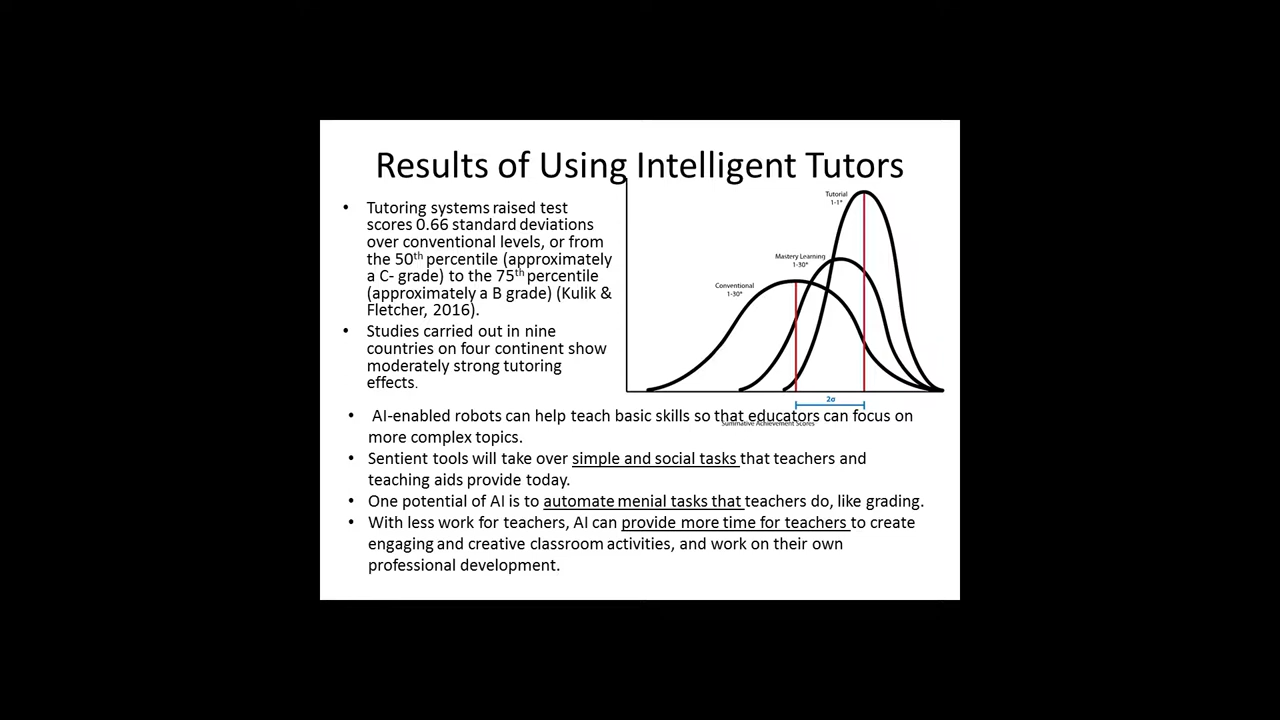 Results of Using Intelligent Tutors
• Tutoring systems raised test
scores 0.66 standard deviations
over conventional levels, or from
the 50th percentile (approximately
a C- grade) to the 75th percentile
(approximately a B grade) (Kulik &
Fletcher, 2016).
• Studies carried out in nine
countries on four continent show
moderately strong tutoring
effects.
Tutorial
1-1*
Mastery Learning
1-30*
Conventional
1-30*
2σ
Summative Achievement Scores
• AI-enabled robots can help teach basic skills so that educators can focus on
more complex topics.
• Sentient tools will take over simple and social tasks that teachers and
teaching aids provide today.
• One potential of AI is to automate menial tasks that teachers do, like grading.
• With less work for teachers, AI can provide more time for teachers to create
engaging and creative classroom activities, and work on their own
professional development.